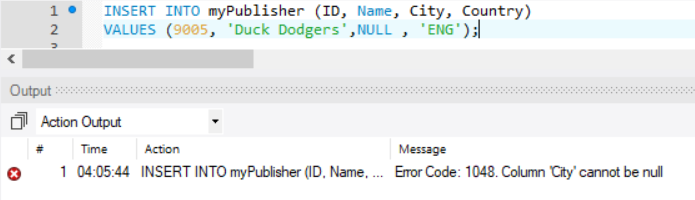 1 INSERT INTO myPublisher (ID, Name, City, Country)
2 VALUES (9005, 'Duck Dodgers',NULL , 'ENG');
3
Output
Action Output
# Time Action Message
1 04:05:44 INSERT INTO myPublisher (ID, Name, ... Error Code: 1048. Column 'City' cannot be null